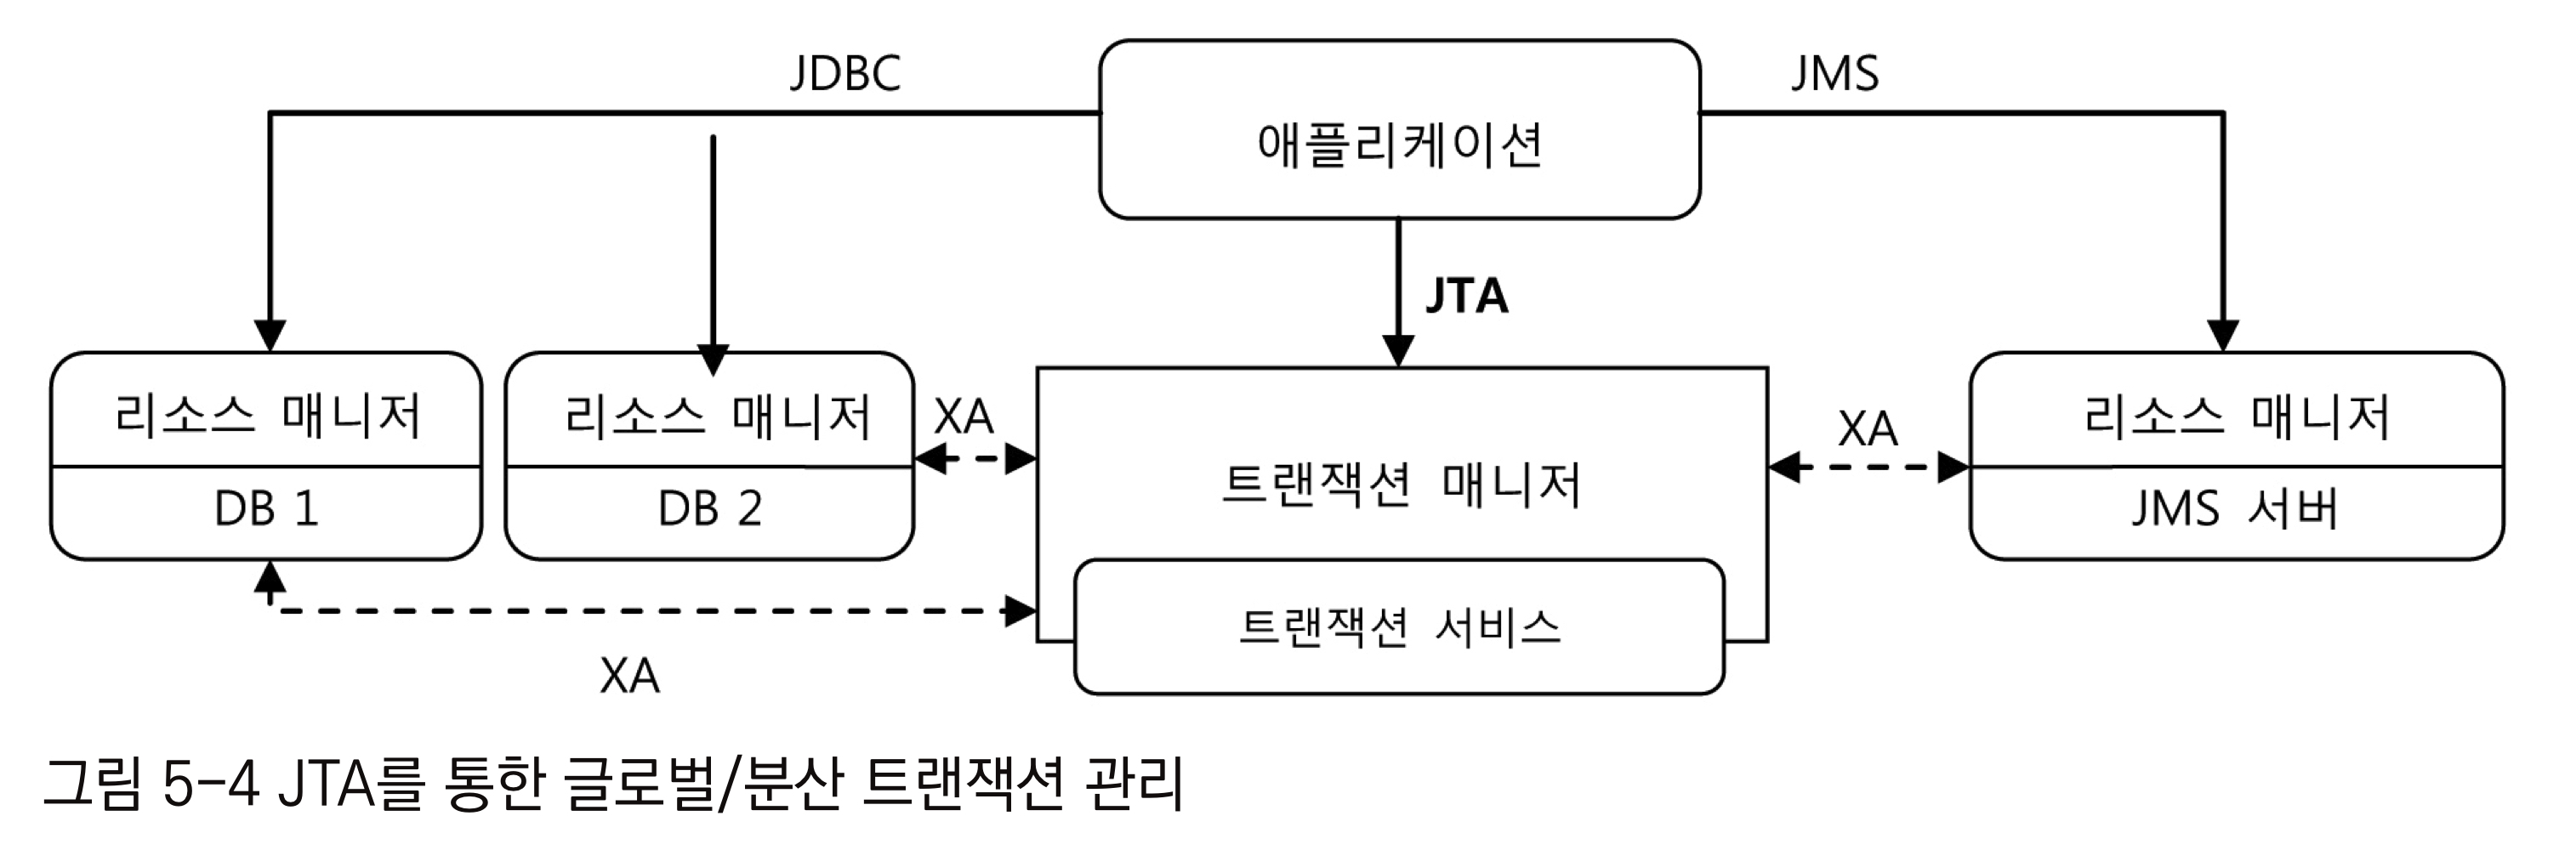 JDBC
애플리케이션
JMS
JTA
리소스 매니저
DB 1
리소스 매니저
DB 2
XA
트랜잭션 매니저
트랜잭션 서비스
XA
리소스 매니저
JMS 서버
XA
그림 5-4 JTA를 통한 글로벌/분산 트랜잭션 관리